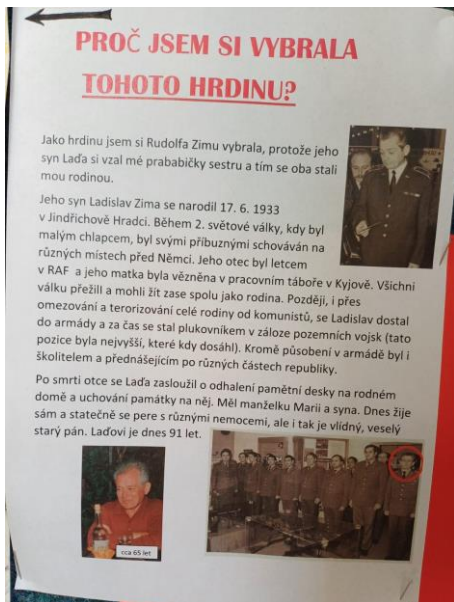 PROČ JSEM SI VYBRALA
TOHOTO HRDINU?
Jako hrdinu jsem si Rudolfa Zimu vybrala, protože jeho
syn Laďa si vzal mé prababičky sestru a tím se oba stali
mou rodinou.
Jeho syn Ladislav Zima se narodil 17. 6. 1933
v Jindřichově Hradci. Během 2. světové války, kdy byl
malým chlapcem, byl svými příbuznými schováván na
různých místech před Němci. Jeho otec byl letcem
v RAF a jeho matka byla vězněna v pracovním táboře v Kyjově. Všichni
válku přežili a mohli žít zase spolu jako rodina. Později, i přes
omezování a terorizování celé rodiny od komunistů, se Ladislav dostal
do armády a za čas se stal plukovníkem v záloze pozemních vojsk (tato
pozice byla nejvyšší, které kdy dosáhl). Kromě působení v armádě byl i
školitelem a přednášejícím po různých částech republiky.
Po smrti otce se Laďa zasloužil o odhalení pamětní desky na rodném
domě a uchování památky na něj. Měl manželku Marii a syna. Dnes žije
sám a statečně se pere s různými nemocemi, ale i tak je vlídný, veselý
starý pán. Laďovi je dnes 91 let.
cca 65 let